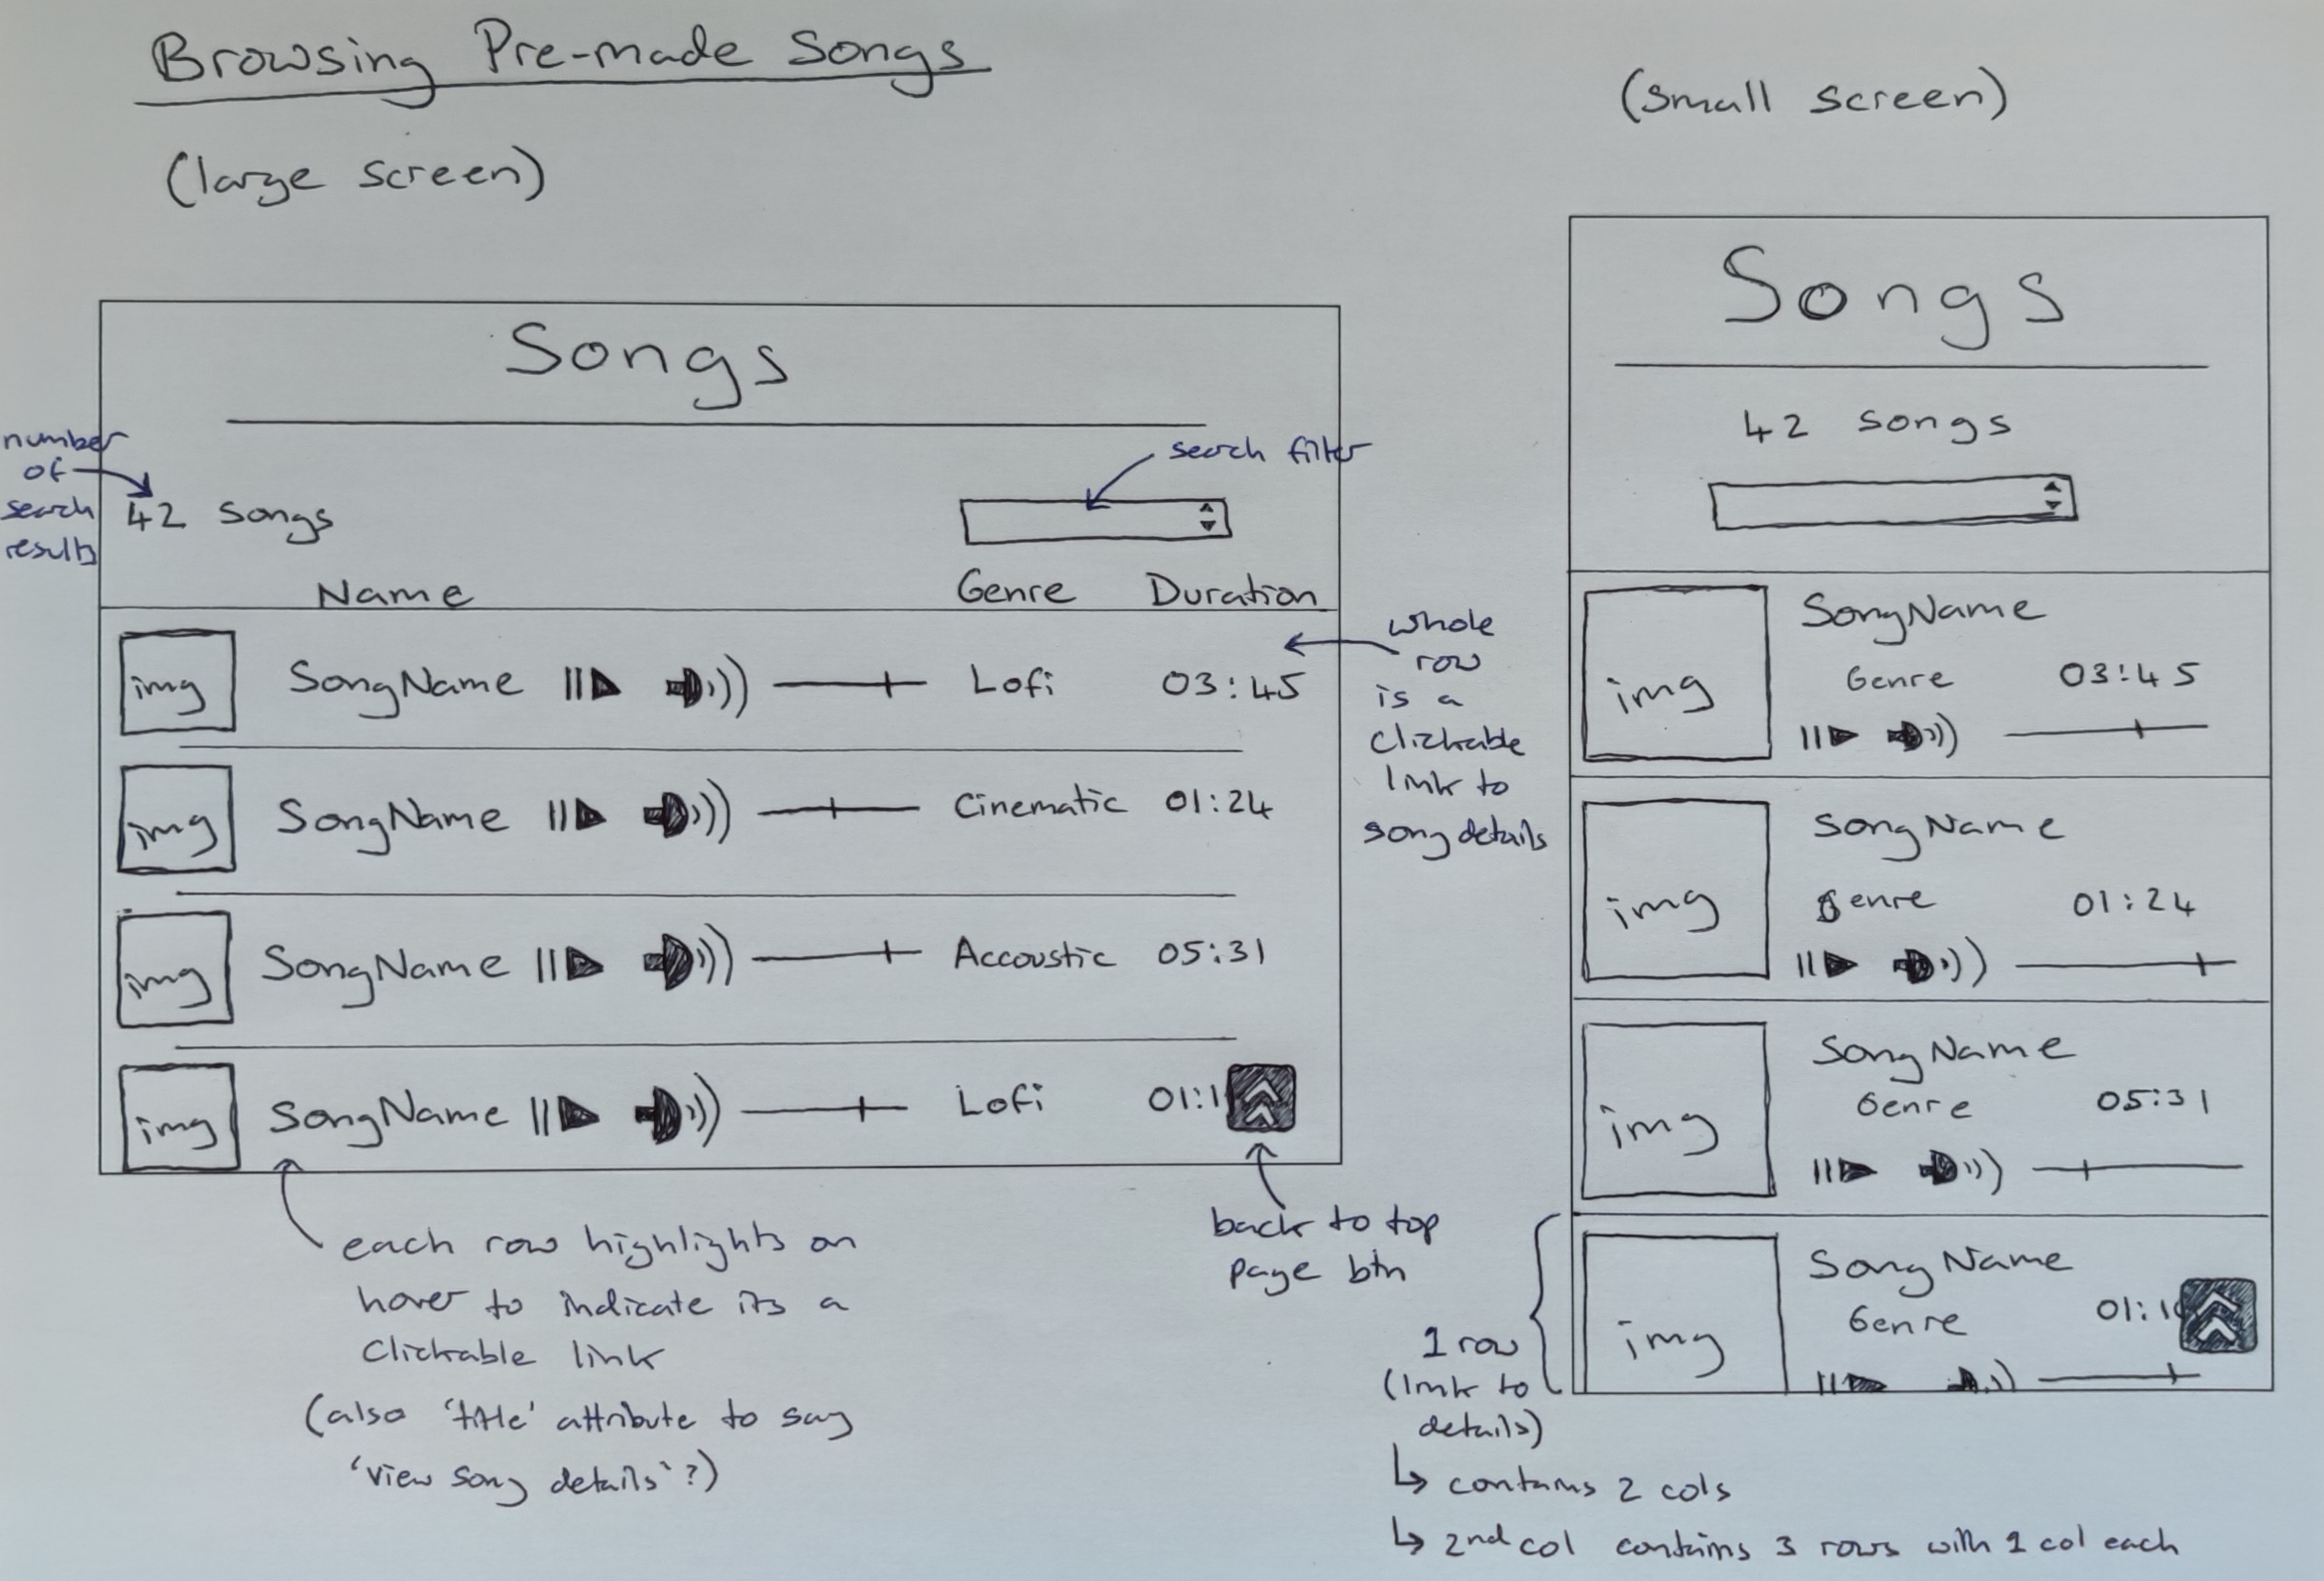 Browsing Pre-made Songs
(large screen)
Songs
number
of
search
results
42 songs
search filter
Name Genre Duration
img SongName Lofi 03:45
img SongName Cinematic 01:24
img SongName Accoustic 05:31
img SongName Lofi 01:1
whole
row
is a
clickable
link to
song details
each row highlights on
hover to indicate its a
clickable link
(also 'title' attribute to say
'view song details'?)
back to top
page btn
(small screen)
Songs
42 songs
img
SongName
Genre 03:45
img
SongName
Genre 01:24
img
SongName
Genre 05:31
img
SongName
Genre 01:1
1 row
(link to
details)
↳ contains 2 cols
↳ 2nd col contains 3 rows with 1 col each